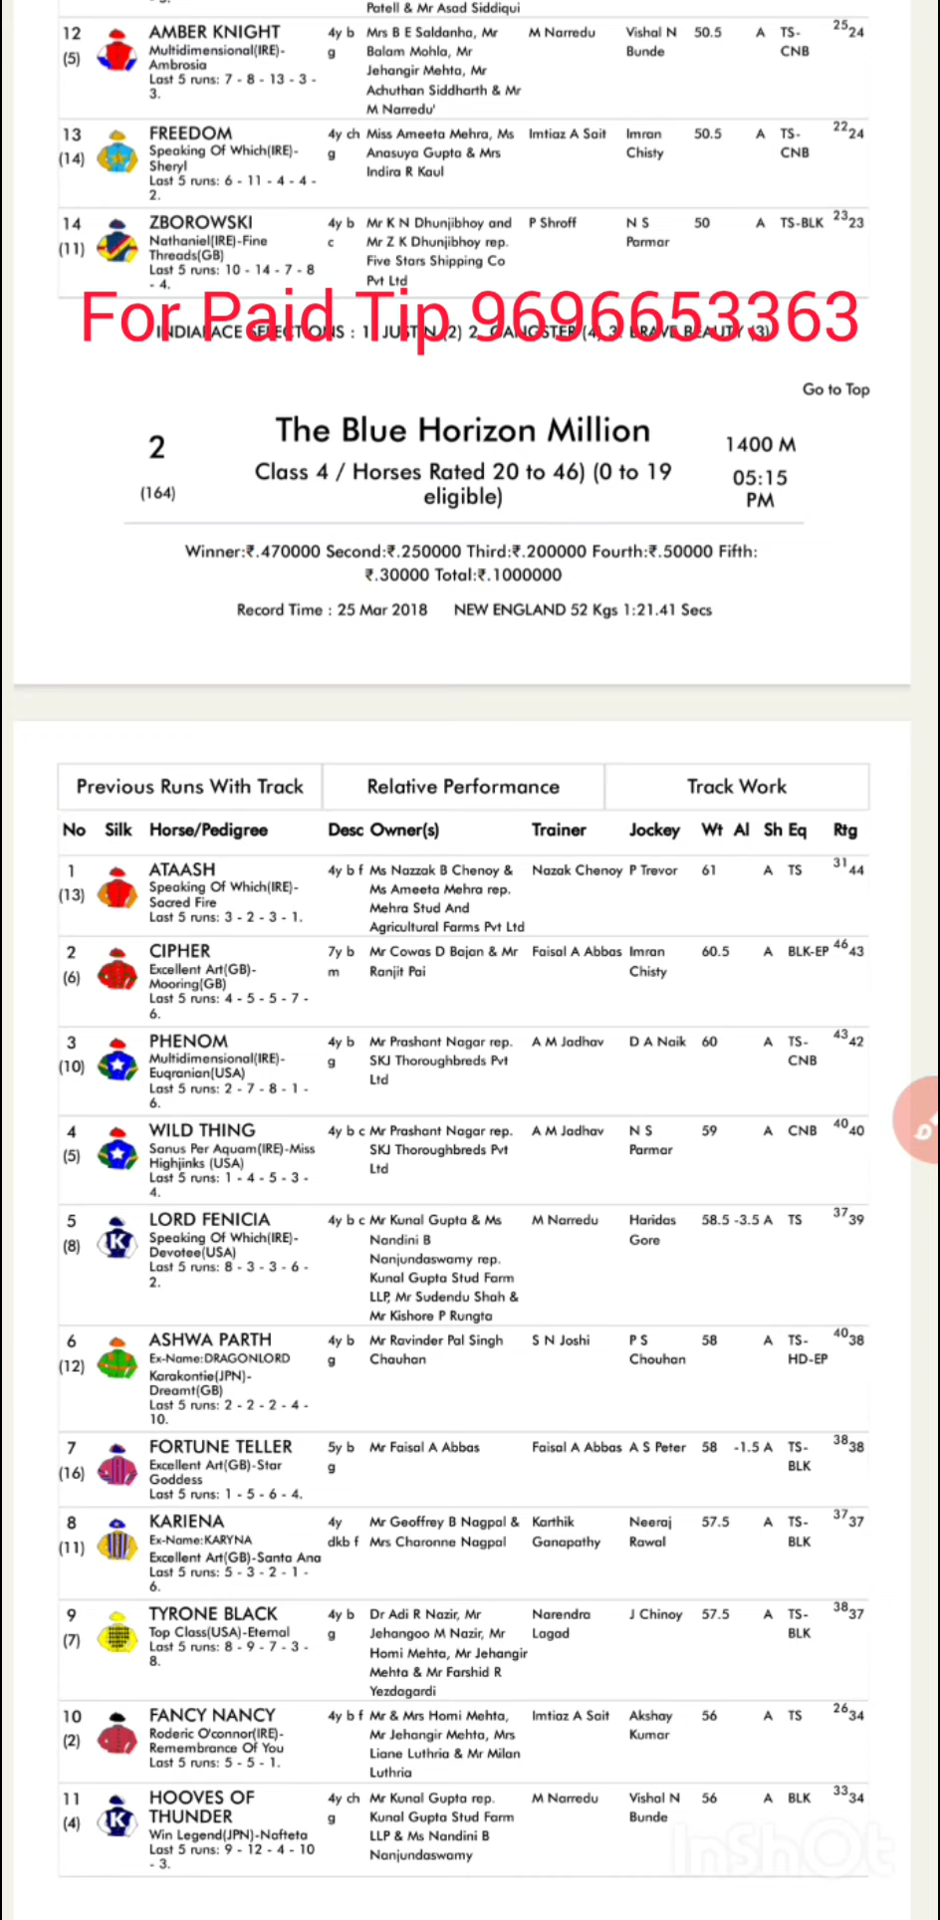 Patell & Mr Asad Siddiqui
12 AMBER KNIGHT 4y b Mrs B E Saldanha, Mr M Narredu Vishal N 50.5 A TS- 25 24
(5) Multidimensional(IRE)- g Balam Mohla, Mr Bunde CNB
Ambrosia Jehangir Mehta, Mr
Last 5 runs: 7 - 8 - 13 - 3 - Achuthan Siddharth & Mr
3. M Narredu'
13 FREEDOM 4y ch Miss Ameeta Mehra, Ms Imtiaz A Sait Imran 50.5 A TS- 22 24
(14) Speaking Of Which(IRE)- g Anasuya Gupta & Mrs Chisty CNB
Sheryl Indira R Kaul
Last 5 runs: 6 - 11 - 4 - 4 -
2.
14 ZBOROWSKI 4y b Mr K N Dhunjibhoy and P Shroff N S 50 A TS-BLK 23 23
(11) Nathaniel(IRE)-Fine c Mr Z K Dhunjibhoy rep. Parmar
Threads(GB) Five Stars Shipping Co
Last 5 runs: 10 - 14 - 7 - 8 Pvt Ltd
- 4.
For Paid Tip 9696653363
INDIARACE SELECTIONS : 1. JUSTIN (2) 2. GANGSTER (4) 3. BRAVE BEAUTY (3)
Go to Top
2 The Blue Horizon Million 1400 M
(164) Class 4 / Horses Rated 20 to 46) (0 to 19 05:15
eligible) PM
Winner:₹.470000 Second:₹.250000 Third:₹.200000 Fourth:₹.50000 Fifth:
₹.30000 Total:₹.1000000
Record Time : 25 Mar 2018 NEW ENGLAND 52 Kgs 1:21.41 Secs
Previous Runs With Track Relative Performance Track Work
No Silk Horse/Pedigree Desc Owner(s) Trainer Jockey Wt Al Sh Eq Rtg
1 ATAASH 4y b f Ms Nazzak B Chenoy & Nazak Chenoy P Trevor 61 A TS 31 44
(13) Speaking Of Which(IRE)- Ms Ameeta Mehra rep.
Sacred Fire Mehra Stud And
Last 5 runs: 3 - 2 - 3 - 1. Agricultural Farms Pvt Ltd
2 CIPHER 7y b Mr Cowas D Bajan & Mr Faisal A Abbas Imran 60.5 A BLK-EP 46 43
(6) Excellent Art(GB)- m Ranjit Pai Chisty
Mooring(GB)
Last 5 runs: 4 - 5 - 5 - 7 -
6.
3 PHENOM 4y b Mr Prashant Nagar rep. A M Jadhav D A Naik 60 A TS- 43 42
(10) Multidimensional(IRE)- g SKJ Thoroughbreds Pvt CNB
Euqranian(USA) Ltd
Last 5 runs: 2 - 7 - 8 - 1 -
6.
4 WILD THING 4y b c Mr Prashant Nagar rep. A M Jadhav N S 59 A CNB 40 40
(5) Sanus Per Aquam(IRE)-Miss SKJ Thoroughbreds Pvt Parmar
Highjinks (USA) Ltd
Last 5 runs: 1 - 4 - 5 - 3 -
4.
5 LORD FENICIA 4y b c Mr Kunal Gupta & Ms M Narredu Haridas 58.5 -3.5 A TS 37 39
(8) K Speaking Of Which(IRE)- Nandini B Gore
Devotee(USA) Nanjundaswamy rep.
Last 5 runs: 8 - 3 - 3 - 6 - Kunal Gupta Stud Farm
2. LLP, Mr Sudendu Shah &
Mr Kishore P Rungta
6 ASHWA PARTH 4y b Mr Ravinder Pal Singh S N Joshi P S 58 A TS- 40 38
(12) Ex-Name:DRAGONLORD g Chauhan Chouhan HD-EP
Karakontie(JPN)-
Dreamt(GB)
Last 5 runs: 2 - 2 - 2 - 4 -
10.
7 FORTUNE TELLER 5y b Mr Faisal A Abbas Faisal A Abbas A S Peter 58 -1.5 A TS- 38 38
(16) Excellent Art(GB)-Star g BLK
Goddess
Last 5 runs: 1 - 5 - 6 - 4.
8 KARIENA 4y Mr Geoffrey B Nagpal & Karthik Neeraj 57.5 A TS- 37 37
(11) Ex-Name:KARYNA dkb f Mrs Charonne Nagpal Ganapathy Rawal BLK
Excellent Art(GB)-Santa Ana
Last 5 runs: 5 - 3 - 2 - 1 -
6.
9 TYRONE BLACK 4y b Dr Adi R Nazir, Mr Narendra J Chinoy 57.5 A TS- 38 37
(7) Top Class(USA)-Eternal g Jehangoo M Nazir, Mr Lagad BLK
Last 5 runs: 8 - 9 - 7 - 3 - Homi Mehta, Mr Jehangir
8. Mehta & Mr Farshid R
Yezdagardi
10 FANCY NANCY 4y b f Mr & Mrs Homi Mehta, Imtiaz A Sait Akshay 56 A TS 26 34
(2) Roderic O'connor(IRE)- Mr Jehangir Mehta, Mrs Kumar
Remembrance Of You Liane Luthria & Mr Milan
Last 5 runs: 5 - 5 - 1. Luthria
11 HOOVES OF 4y ch Mr Kunal Gupta rep. M Narredu Vishal N 56 A BLK 33 34
(4) K THUNDER g Kunal Gupta Stud Farm Bunde
Win Legend(JPN)-Nafteta LLP & Ms Nandini B
Last 5 runs: 9 - 12 - 4 - 10 Nanjundaswamy
- 3.
InShOt